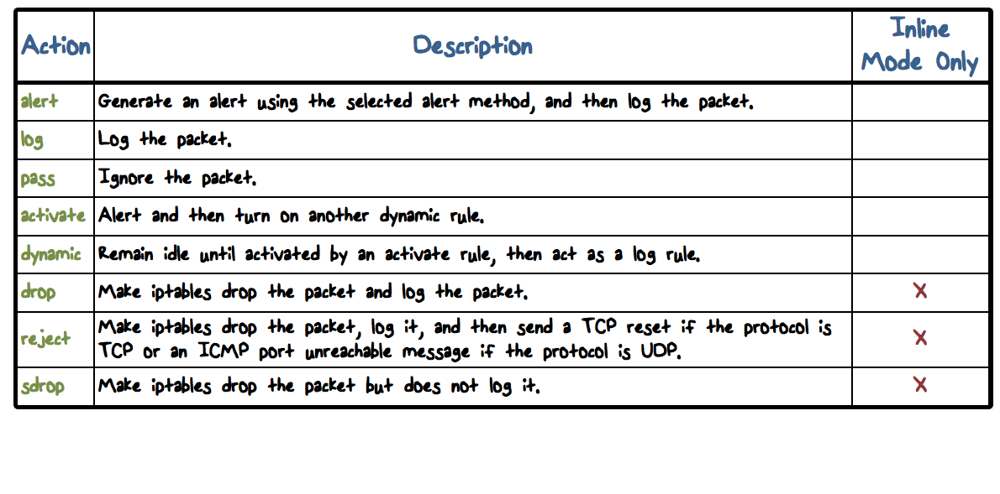 Action Description Inline
Mode Only
alert Generate an alert using the selected alert method, and then log the packet.
log Log the packet.
pass Ignore the packet.
activate Alert and then turn on another dynamic rule.
dynamic Remain idle until activated by an activate rule, then act as a log rule.
drop Make iptables drop the packet and log the packet. X
reject Make iptables drop the packet, log it, and then send a TCP reset if the protocol is X
TCP or an ICMP port unreachable message if the protocol is UDP.
sdrop Make iptables drop the packet but does not log it. X